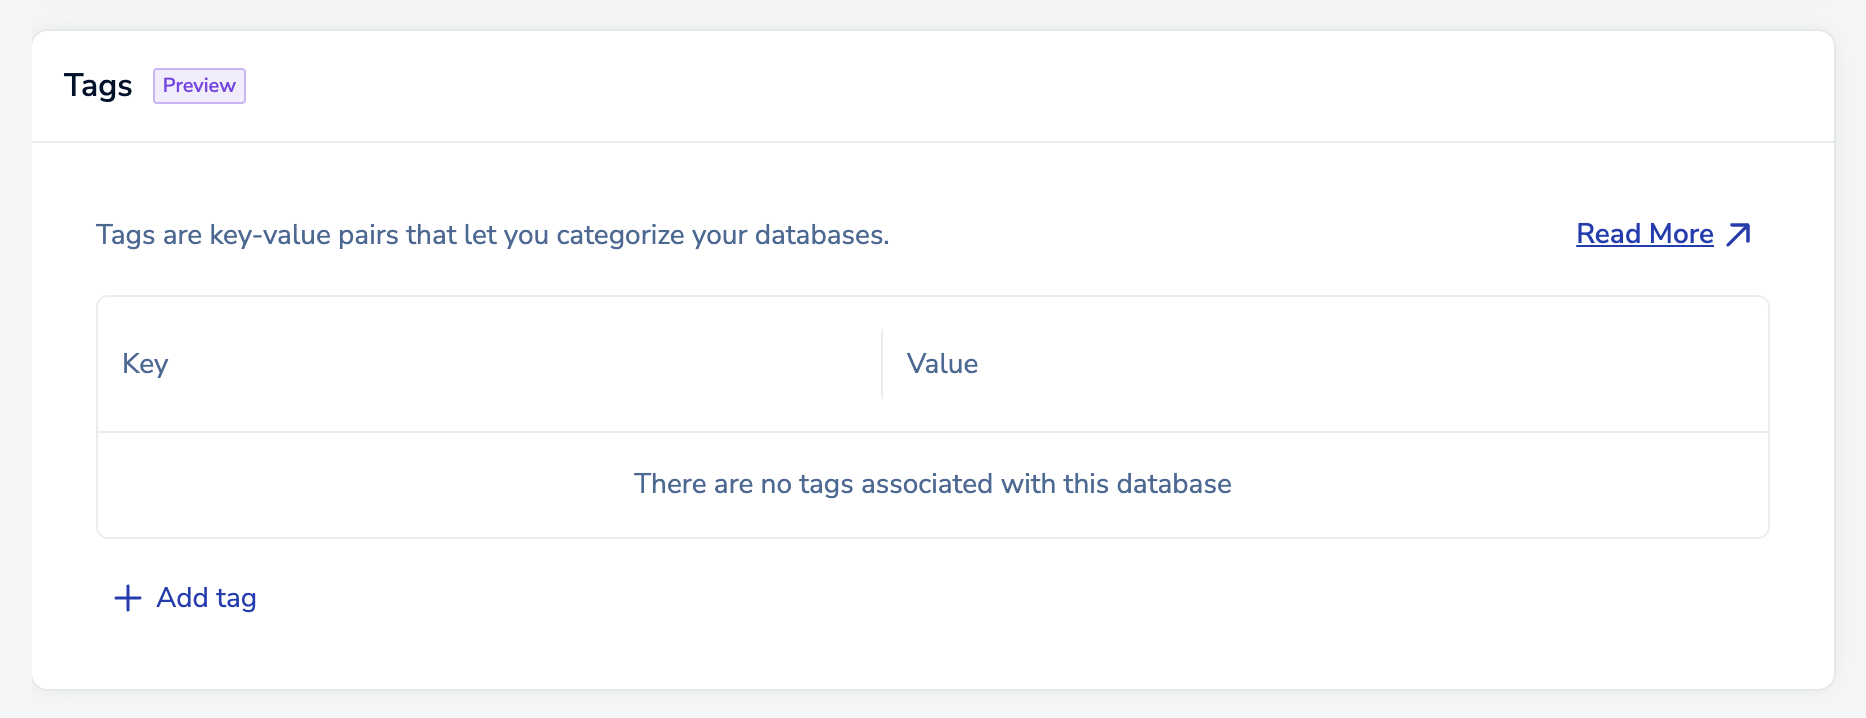 Tags Preview
Tags are key-value pairs that let you categorize your databases. Read More
Key Value
There are no tags associated with this database
Add tag